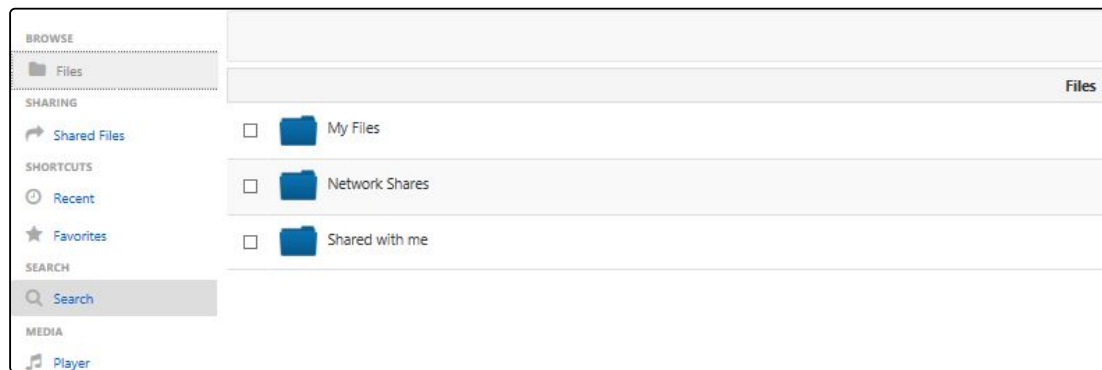 BROWSE
Files
SHARING
Shared Files
SHORTCUTS
Recent
Favorites
SEARCH
Search
MEDIA
Player
Files
My Files
Network Shares
Shared with me